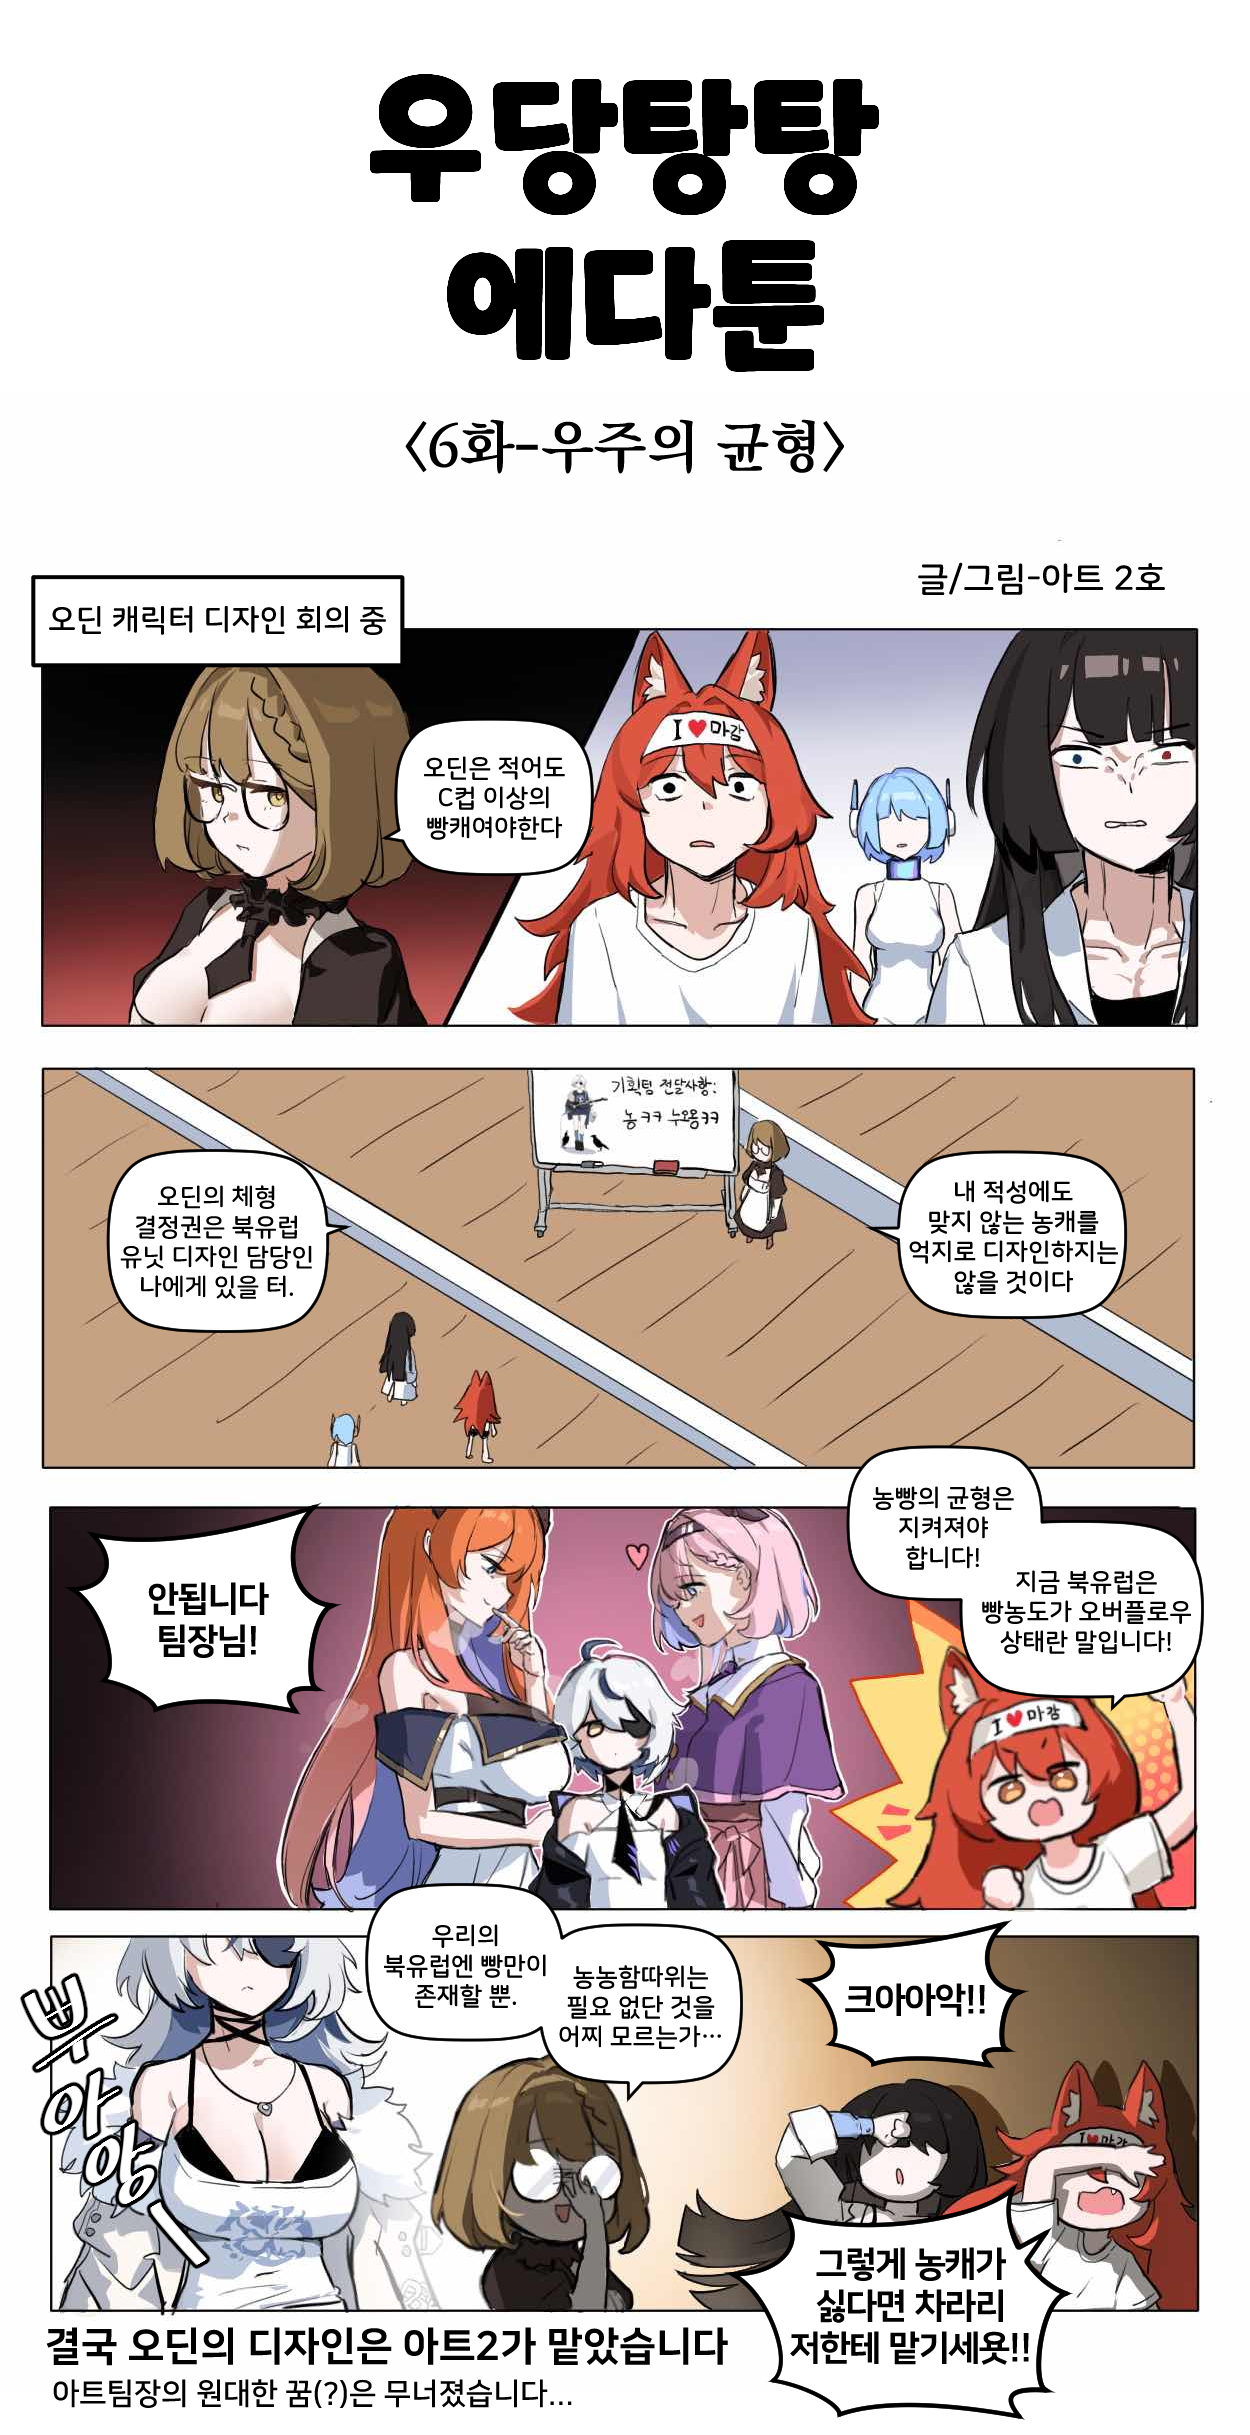 우당탕탕
에다툰
<6화-우주의 균형>
글/그림-아트 2호
오딘 캐릭터 디자인 회의 중
오딘은 적어도
C컵 이상의
빵캐여야한다
I♥마감
기획팀 전달사항:
농ㅋㅋ 누옹ㅋㅋ
오딘의 체형
결정권은 북유럽
유닛 디자인 담당인
나에게 있을 터.
내 적성에도
맞지 않는 농캐를
억지로 디자인하지는
않을 것이다
안됩니다
팀장님!
농빵의 균형은
지켜져야
합니다!
지금 북유럽은
빵농도가 오버플로우
상태란 말입니다!
I♥마감
뿌아앙!
우리의
북유럽엔 빵만이
존재할 뿐.
농농함따위는
필요 없단 것을
어찌 모르는가…
크아아악!!
I♥마감
그렇게 농캐가
싫다면 차라리
저한테 맡기세욧!!
결국 오딘의 디자인은 아트2가 맡았습니다
아트팀장의 원대한 꿈(?)은 무너졌습니다...